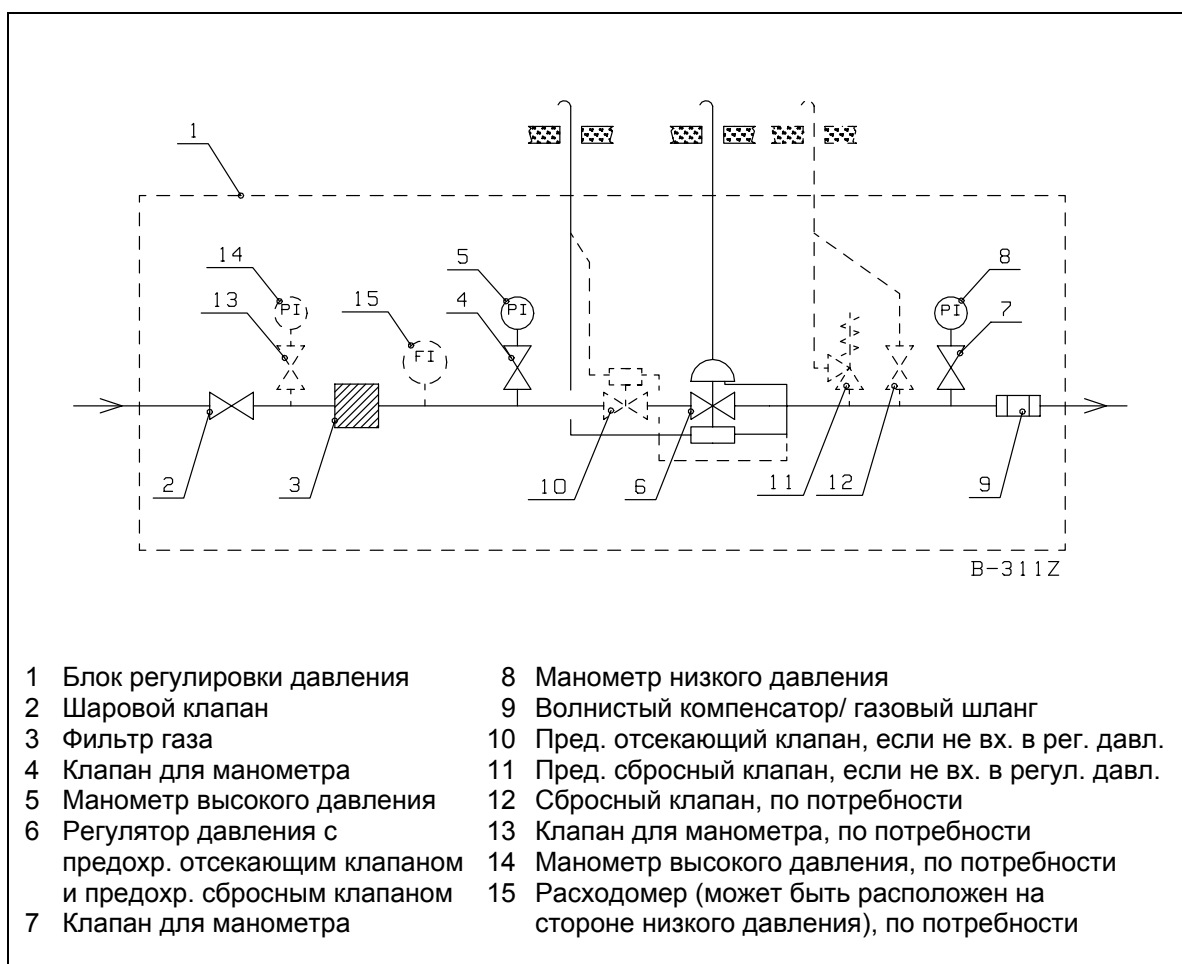 1
14
5
8
13
15
4
7
PI
FI
PI
PI
2
3
10
6
11
12
9
B-311Z
1 Блок регулировки давления
2 Шаровой клапан
3 Фильтр газа
4 Клапан для манометра
5 Манометр высокого давления
6 Регулятор давления с
предохр. отсекающим клапаном
и предохр. сбросным клапаном
7 Клапан для манометра
8 Манометр низкого давления
9 Волнистый компенсатор/ газовый шланг
10 Пред. отсекающий клапан, если не вх. в рег. давл.
11 Пред. сбросный клапан, если не вх. в регул. давл.
12 Сбросный клапан, по потребности
13 Клапан для манометра, по потребности
14 Манометр высокого давления, по потребности
15 Расходомер (может быть расположен на
стороне низкого давления), по потребности